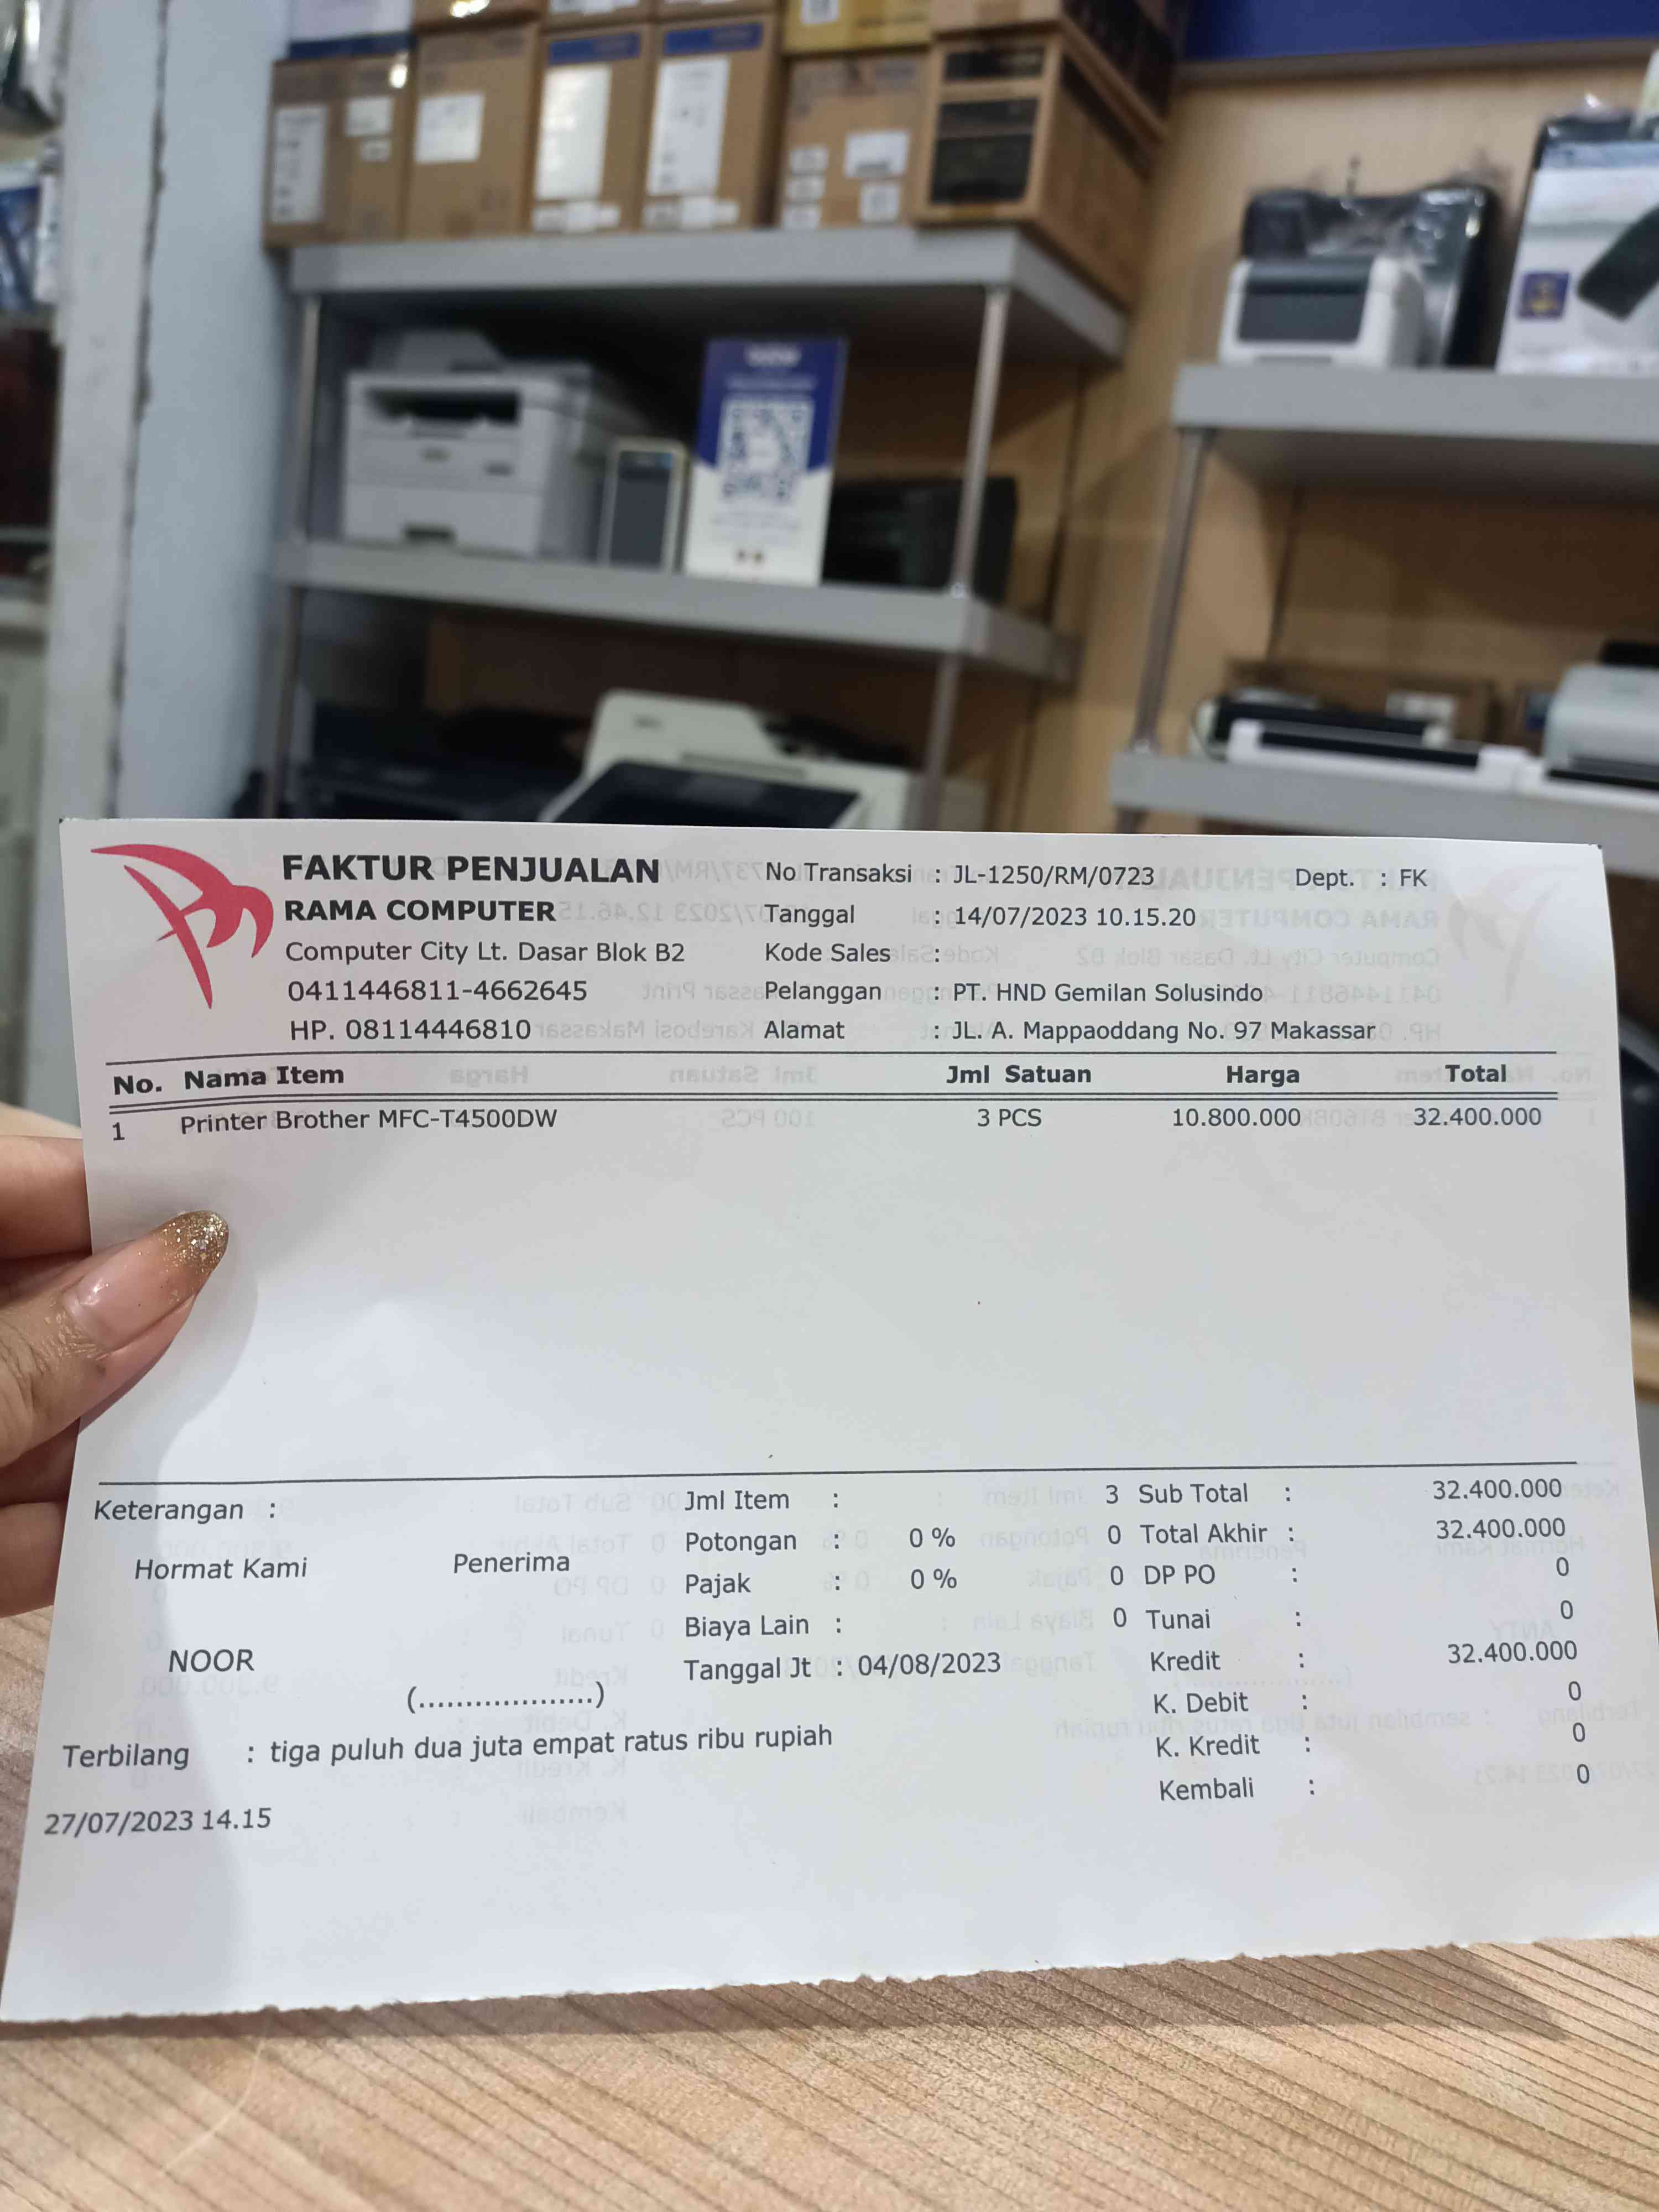 FAKTUR PENJUALAN
RAMA COMPUTER
Computer City Lt. Dasar Blok B2
0411446811-4662645
HP. 08114446810
No Transaksi : JL-1250/RM/0723 Dept. : FK
Tanggal : 14/07/2023 10.15.20
Kode Sales :
Pelanggan : PT. HND Gemilan Solusindo
Alamat : JL. A. Mappaoddang No. 97 Makassar
No. Nama Item Jml Satuan Harga Total
1 Printer Brother MFC-T4500DW 3 PCS 10.800.000 32.400.000
Keterangan :
Hormat Kami Penerima
NOOR
(...................)
Jml Item : 3
Potongan : 0 % 0
Pajak : 0 % 0
Biaya Lain : 0
Tanggal Jt : 04/08/2023
Sub Total : 32.400.000
Total Akhir : 32.400.000
DP PO : 0
Tunai : 0
Kredit : 32.400.000
K. Debit : 0
K. Kredit : 0
Kembali : 0
Terbilang : tiga puluh dua juta empat ratus ribu rupiah
27/07/2023 14.15